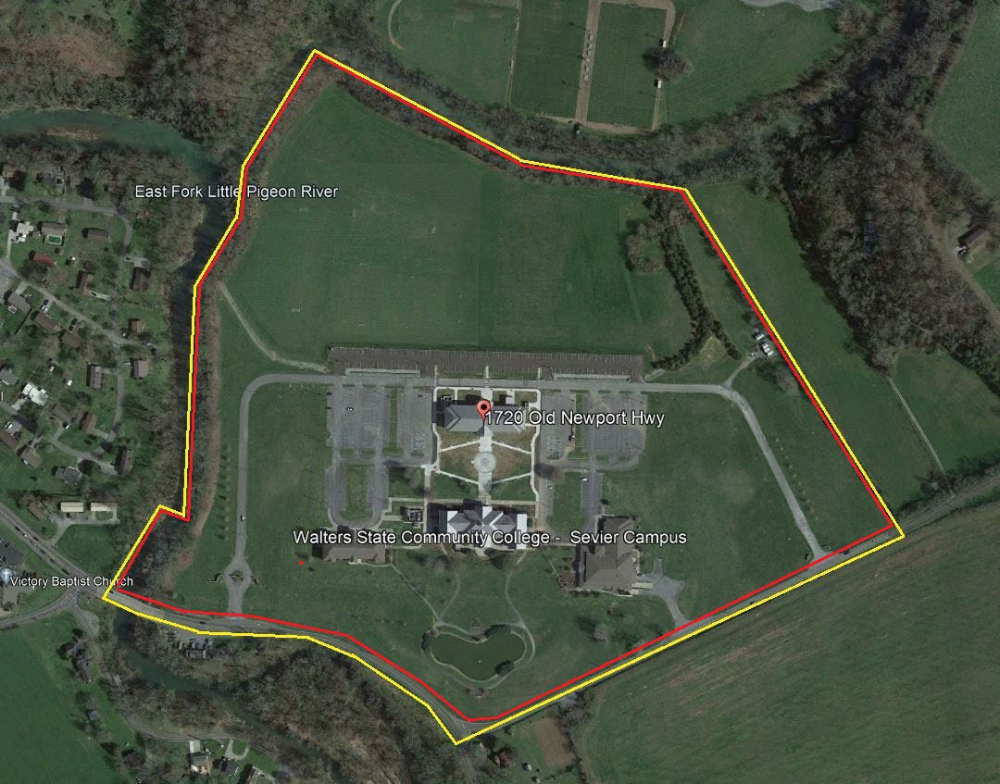 East Fork Little Pigeon River
1720 Old Newport Hwy
Walters State Community College - Sevier Campus
Victory Baptist Church